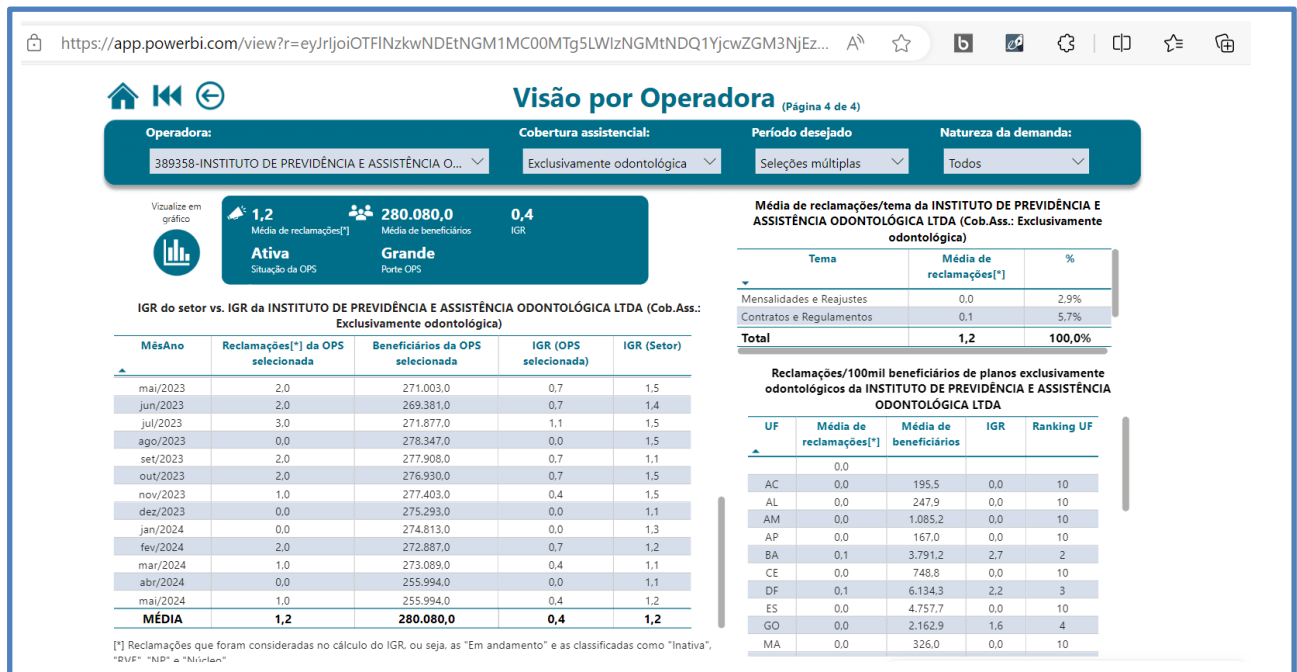 https://app.powerbi.com/view?r=eyJrIjoiOTFlNzkwNDEtNGM1MC00MTg5LWIzNGMtNDQ1YjcwZGM3NjEz...
Visão por Operadora (Página 4 de 4)
Operadora: Cobertura assistencial: Período desejado Natureza da demanda:
389358-INSTITUTO DE PREVIDÊNCIA E ASSISTÊNCIA O... Exclusivamente odontológica Seleções múltiplas Todos
Vizualize em
gráfico
1,2 280.080,0 0,4
Média de reclamações[*] Média de beneficiários IGR
Ativa Grande
Situação da OPS Porte OPS
IGR do setor vs. IGR da INSTITUTO DE PREVIDÊNCIA E ASSISTÊNCIA ODONTOLÓGICA LTDA (Cob.Ass.:
Exclusivamente odontológica)
MêsAno Reclamações[*] da OPS selecionada Beneficiários da OPS selecionada IGR (OPS selecionada) IGR (Setor)
mai/2023 2,0 271.003,0 0,7 1,5
jun/2023 2,0 269.381,0 0,7 1,4
jul/2023 3,0 271.877,0 1,1 1,5
ago/2023 0,0 278.347,0 0,0 1,5
set/2023 2,0 277.908,0 0,7 1,1
out/2023 2,0 276.930,0 0,7 1,5
nov/2023 1,0 277.403,0 0,4 1,5
dez/2023 0,0 275.293,0 0,0 1,1
jan/2024 0,0 274.813,0 0,0 1,3
fev/2024 2,0 272.887,0 0,7 1,2
mar/2024 1,0 273.089,0 0,4 1,1
abr/2024 0,0 255.994,0 0,0 1,1
mai/2024 1,0 255.994,0 0,4 1,2
MÉDIA 1,2 280.080,0 0,4 1,2
[*] Reclamações que foram consideradas no cálculo do IGR, ou seja, as "Em andamento" e as classificadas como "Inativa",
"RVE", "NP" e "Núcleo"
Média de reclamações/tema da INSTITUTO DE PREVIDÊNCIA E
ASSISTÊNCIA ODONTOLÓGICA LTDA (Cob.Ass.: Exclusivamente
odontológica)
Tema Média de reclamações[*] %
Mensalidades e Reajustes 0,0 2,9%
Contratos e Regulamentos 0,1 5,7%
Total 1,2 100,0%
Reclamações/100mil beneficiários de planos exclusivamente
odontológicos da INSTITUTO DE PREVIDÊNCIA E ASSISTÊNCIA
ODONTOLÓGICA LTDA
UF Média de reclamações[*] Média de beneficiários IGR Ranking UF
0,0
AC 0,0 195,5 0,0 10
AL 0,0 247,9 0,0 10
AM 0,0 1.085,2 0,0 10
AP 0,0 167,0 0,0 10
BA 0,1 3.791,2 2,7 2
CE 0,0 748,8 0,0 10
DF 0,1 6.134,3 2,2 3
ES 0,0 4.757,7 0,0 10
GO 0,0 2.162,9 1,6 4
MA 0,0 326,0 0,0 10